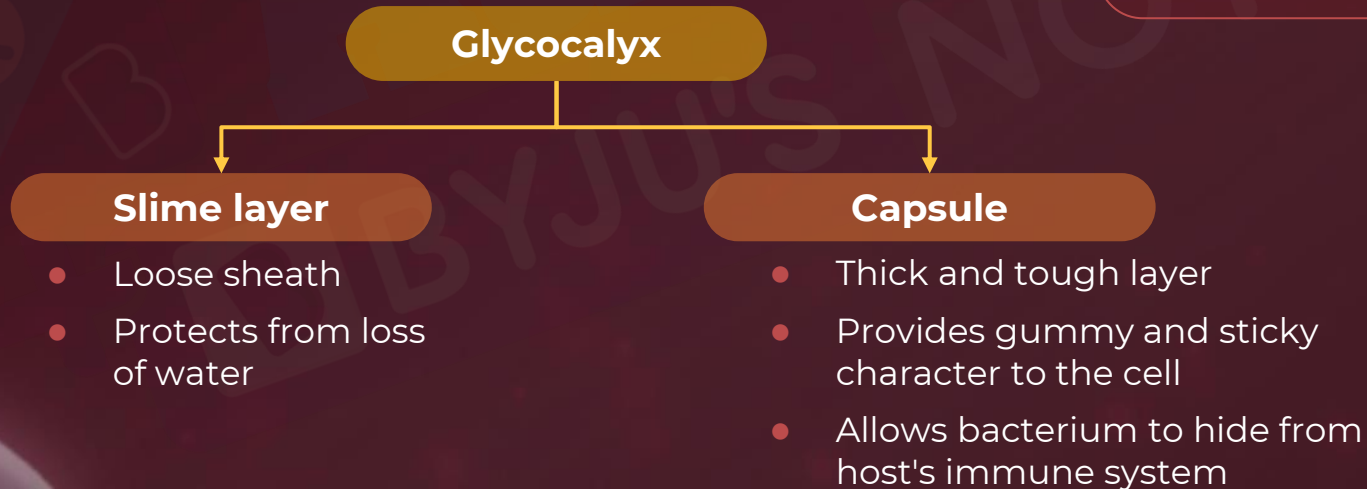 Glycocalyx
Slime layer
Loose sheath
Protects from loss
of water
Capsule
Thick and tough layer
Provides gummy and sticky
character to the cell
Allows bacterium to hide from
host's immune system
BYJU'S